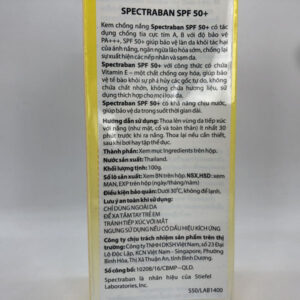 SPECTRABAN SPF 50+
Kem chống nắng Spectraban SPF 50+ có tác
dụng chống tia cực tím A, B với độ bảo vệ
PA+++. SPF 50+ giúp bảo vệ làn da khỏi tác hại
của ánh nắng, ngăn ngừa lão hóa sớm, chống lại
sự xuất hiện các nếp nhăn và sạm da.
Spectraban SPF 50+ với công thức có chứa
Vitamin E – một chất chống oxy hóa, giúp bảo
vệ tế bào da khỏi sự phá hủy các gốc tự do, không
chứa chất nhờn, không chứa hương liệu, sử
dụng thích hợp cho mọi loại da.
Spectraban SPF 50+ có khả năng chịu nước,
giúp bảo vệ da trong suốt thời gian dài.
Hướng dẫn sử dụng: Thoa lên vùng da tiếp xúc
với nắng (như mặt, cổ và toàn thân) ít nhất 30
phút trước khi ra nắng. Thoa lại nếu cần thiết,
sau khi bơi hay tập thể dục.
Thành phần: Xem mục Ingredients trên hộp.
Nước sản xuất: Thailand.
Khối lượng: 100g.
Số lô sản xuất: Xem BN trên hộp. NSX, HSD: xem
MAN, EXP trên hộp (ngày/tháng/năm)
Điều kiện bảo quản: Dưới 30°C, không để lạnh.
Lưu ý an toàn khi sử dụng:
CHỈ DÙNG NGOÀI DA
ĐỂ XA TẦM TAY TRẺ EM
TRÁNH TIẾP XÚC VỚI MẮT
NGƯNG SỬ DỤNG NẾU CÓ DẤU HIỆU KÍCH ỨNG
Công ty chịu trách nhiệm sản phẩm trên thị
trường: Công ty TNHH DKSH Việt Nam, số 23 Đại
Lộ Độc Lập, KCN Việt Nam - Singapore, Phường
Bình Hòa, Thị Xã Thuận An, tỉnh Bình Dương.
Số công bố: 10208/16/CBMP-QLD.
Spectraban là nhãn hiệu của Stiefel
Laboratories, Inc.
S50/LAB1400